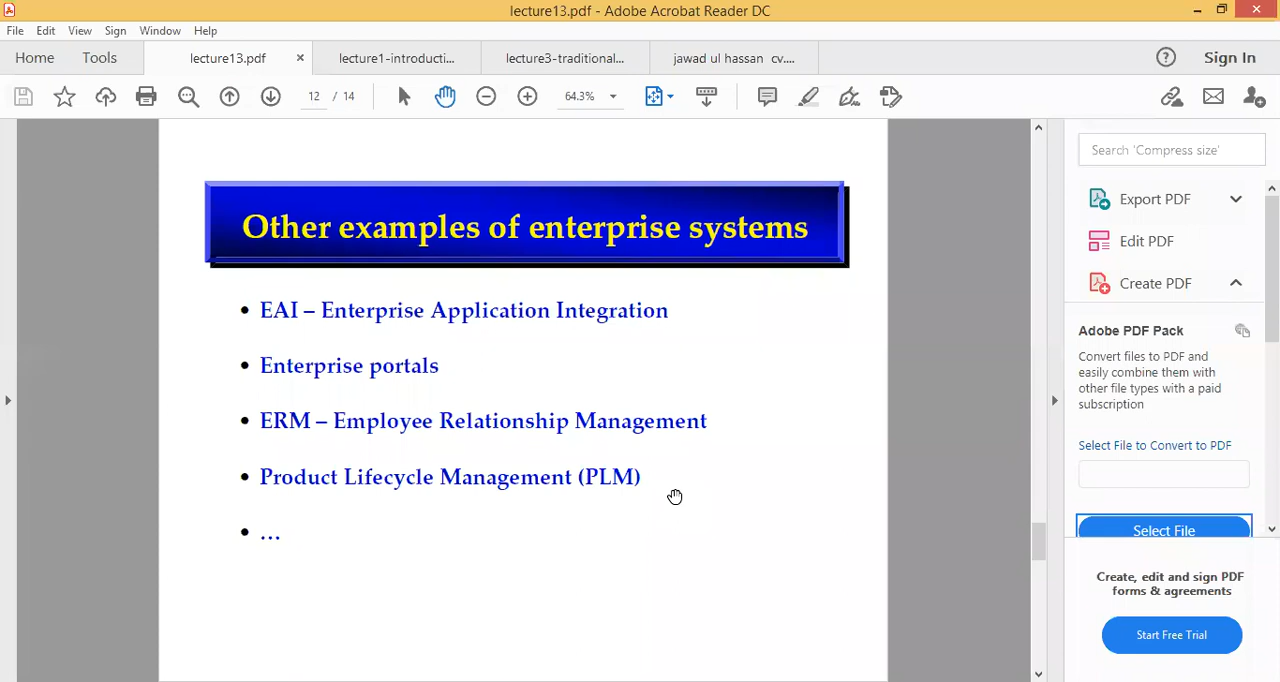 lecture13.pdf - Adobe Acrobat Reader DC
File Edit View Sign Window Help
Home Tools lecture13.pdf × lecture1-introducti... lecture3-traditional... jawad ul hassan cv.... Sign In
12 / 14 64.3%
Search 'Compress size'
Other examples of enterprise systems
• EAI – Enterprise Application Integration
• Enterprise portals
• ERM – Employee Relationship Management
• Product Lifecycle Management (PLM)
• ...
Export PDF
Edit PDF
Create PDF
Adobe PDF Pack
Convert files to PDF and
easily combine them with
other file types with a paid
subscription
Select File to Convert to PDF
Select File
Create, edit and sign PDF
forms & agreements
Start Free Trial